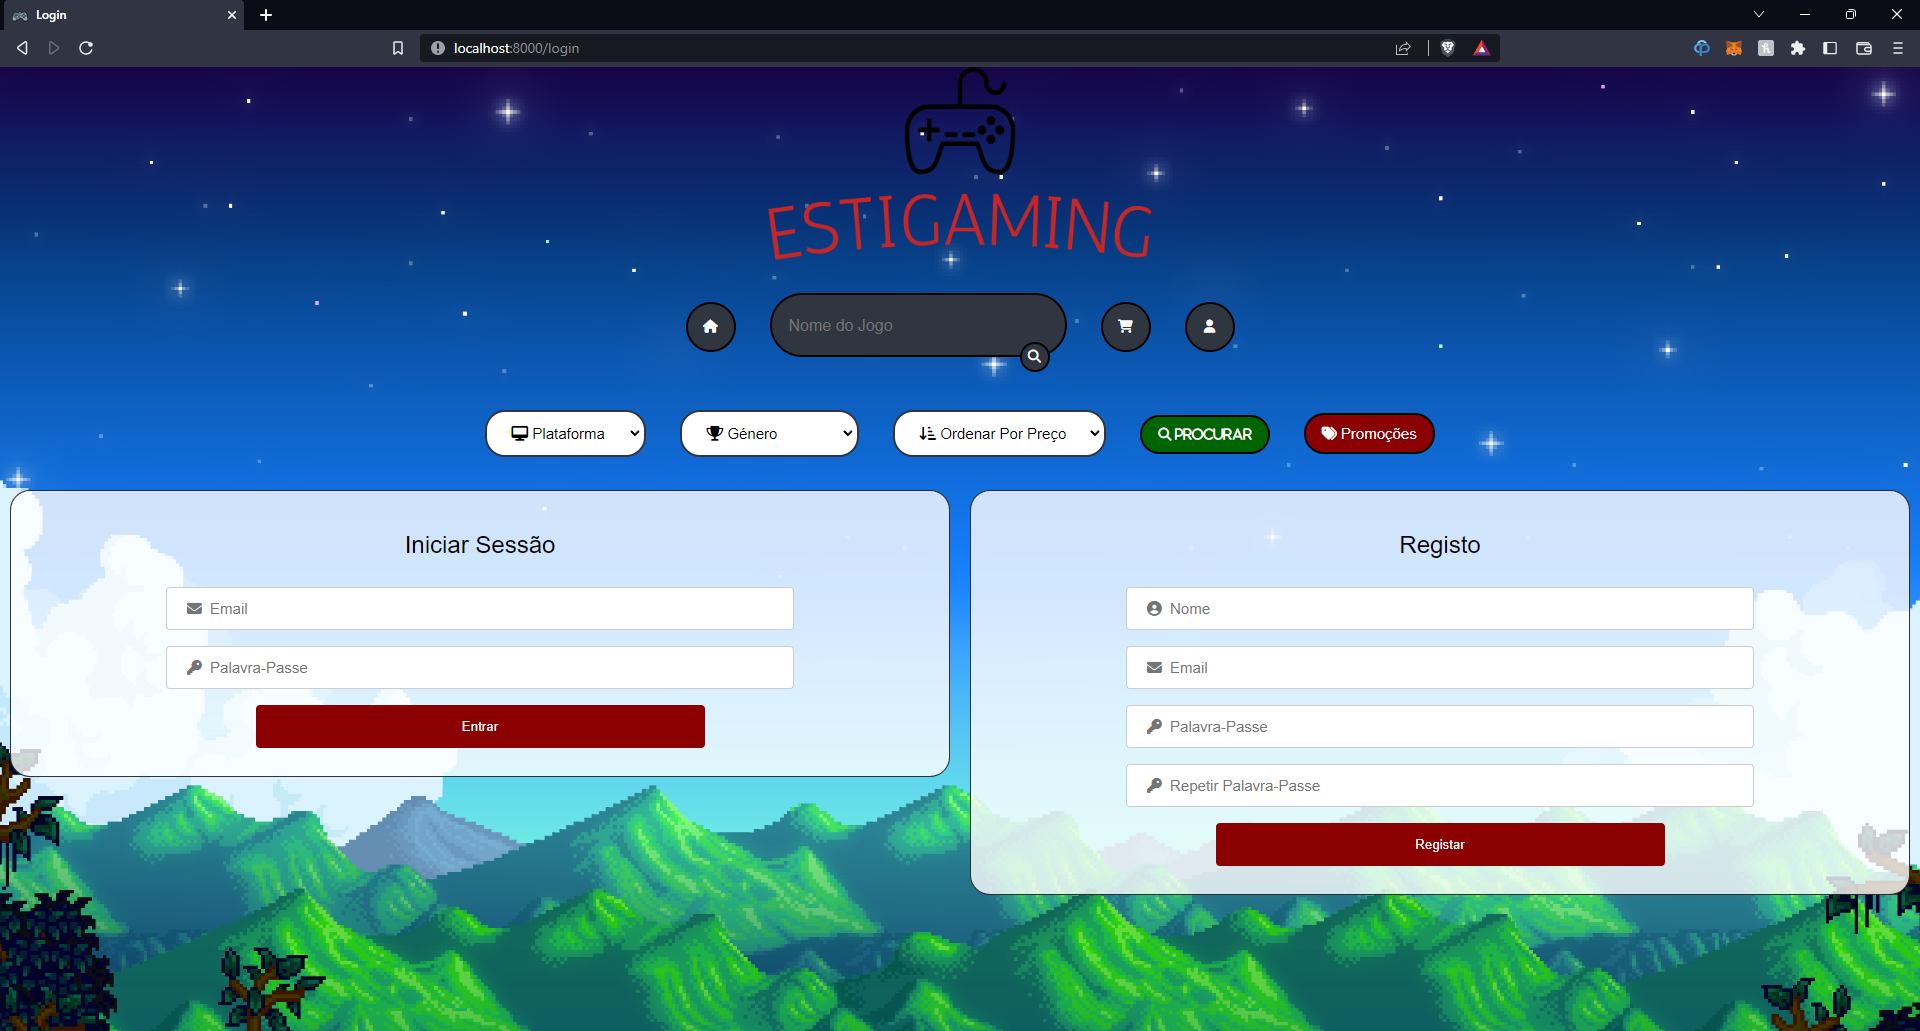 Login
localhost:8000/login
ESTIGAMING
Nome do Jogo
Plataforma
Género
Ordenar Por Preço
PROCURAR
Promoções
Iniciar Sessão
Email
Palavra-Passe
Entrar
Registo
Nome
Email
Palavra-Passe
Repetir Palavra-Passe
Registar